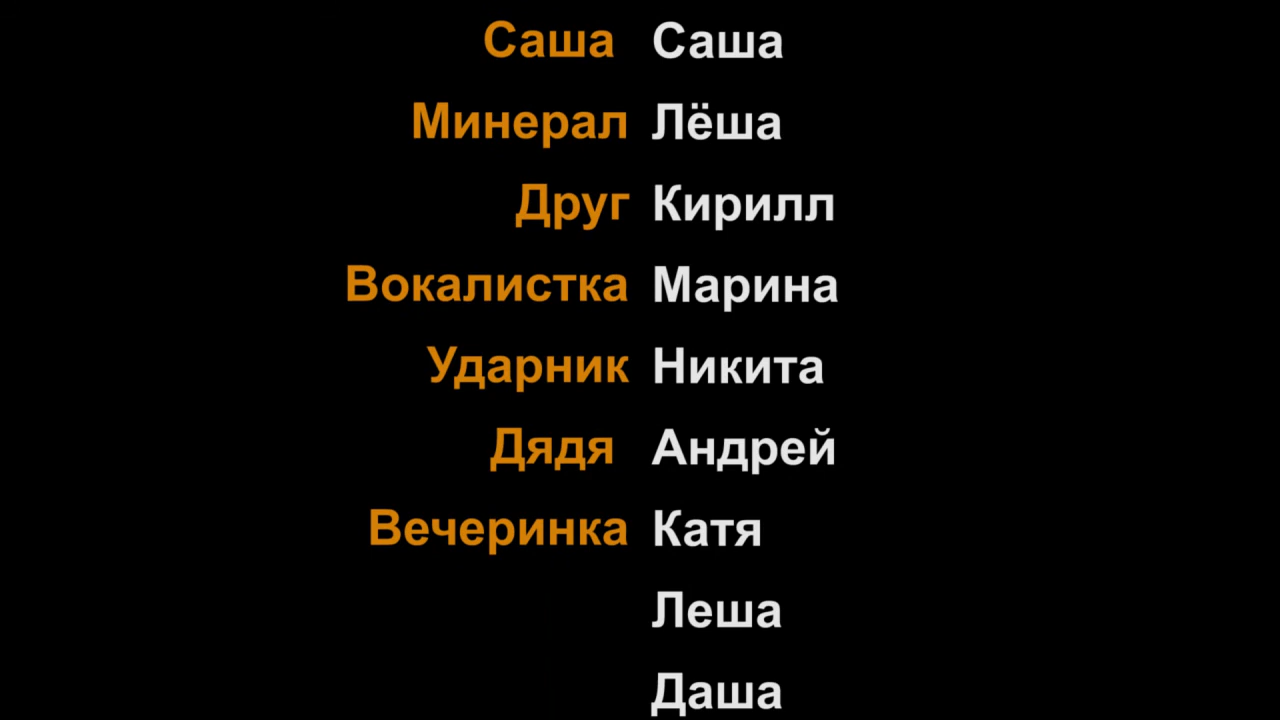 Саша Саша
Минерал Лёша
Друг Кирилл
Вокалистка Марина
Ударник Никита
Дядя Андрей
Вечеринка Катя
Леша
Даша